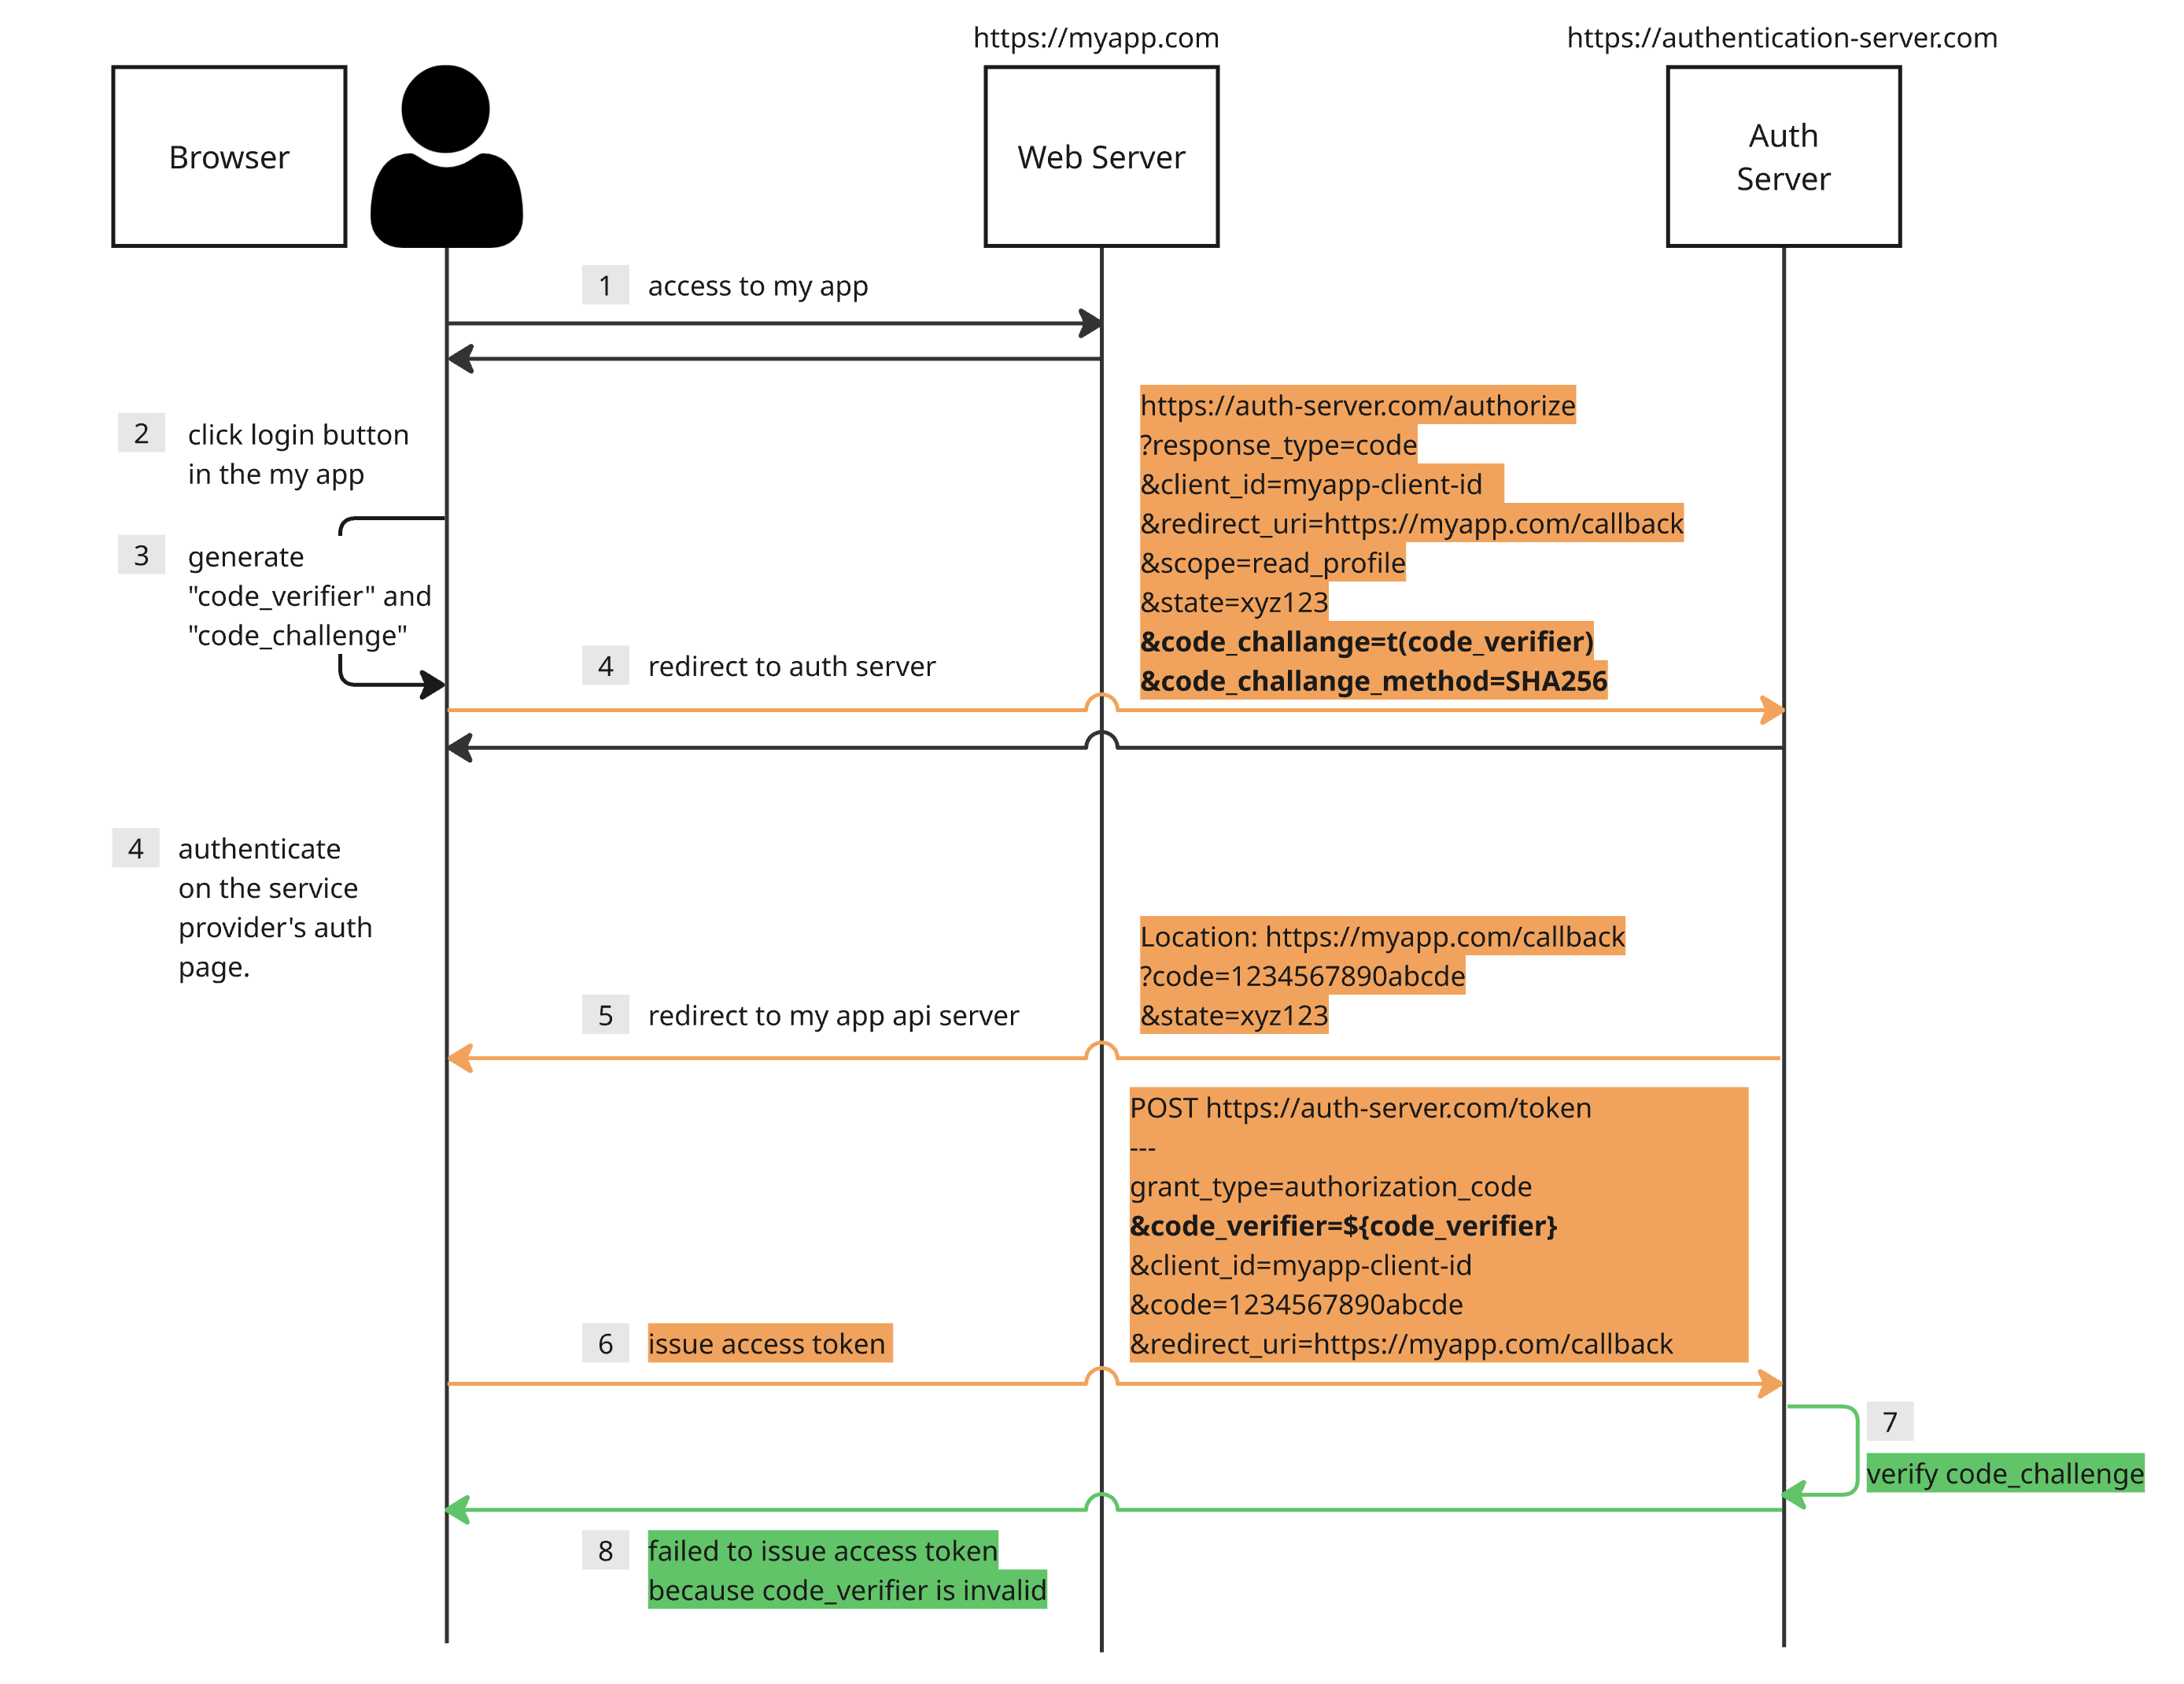 https://myapp.com
https://authentication-server.com
Browser
Web Server
Auth
Server
1
access to my app
https://auth-server.com/authorize
?response_type=code
&client_id=myapp-client-id
&redirect_uri=https://myapp.com/callback
&scope=read_profile
&state=xyz123
&code_challange=t(code_verifier)
&code_challange_method=SHA256
2
click login button
in the my app
3
generate
"code_verifier" and
"code_challenge"
4
redirect to auth server
4
authenticate
on the service
provider's auth
page.
Location: https://myapp.com/callback
?code=1234567890abcde
&state=xyz123
5
redirect to my app api server
POST https://auth-server.com/token
---
grant_type=authorization_code
&code_verifier=${code_verifier}
&client_id=myapp-client-id
&code=1234567890abcde
&redirect_uri=https://myapp.com/callback
6
issue access token
7
verify code_challenge
8
failed to issue access token
because code_verifier is invalid